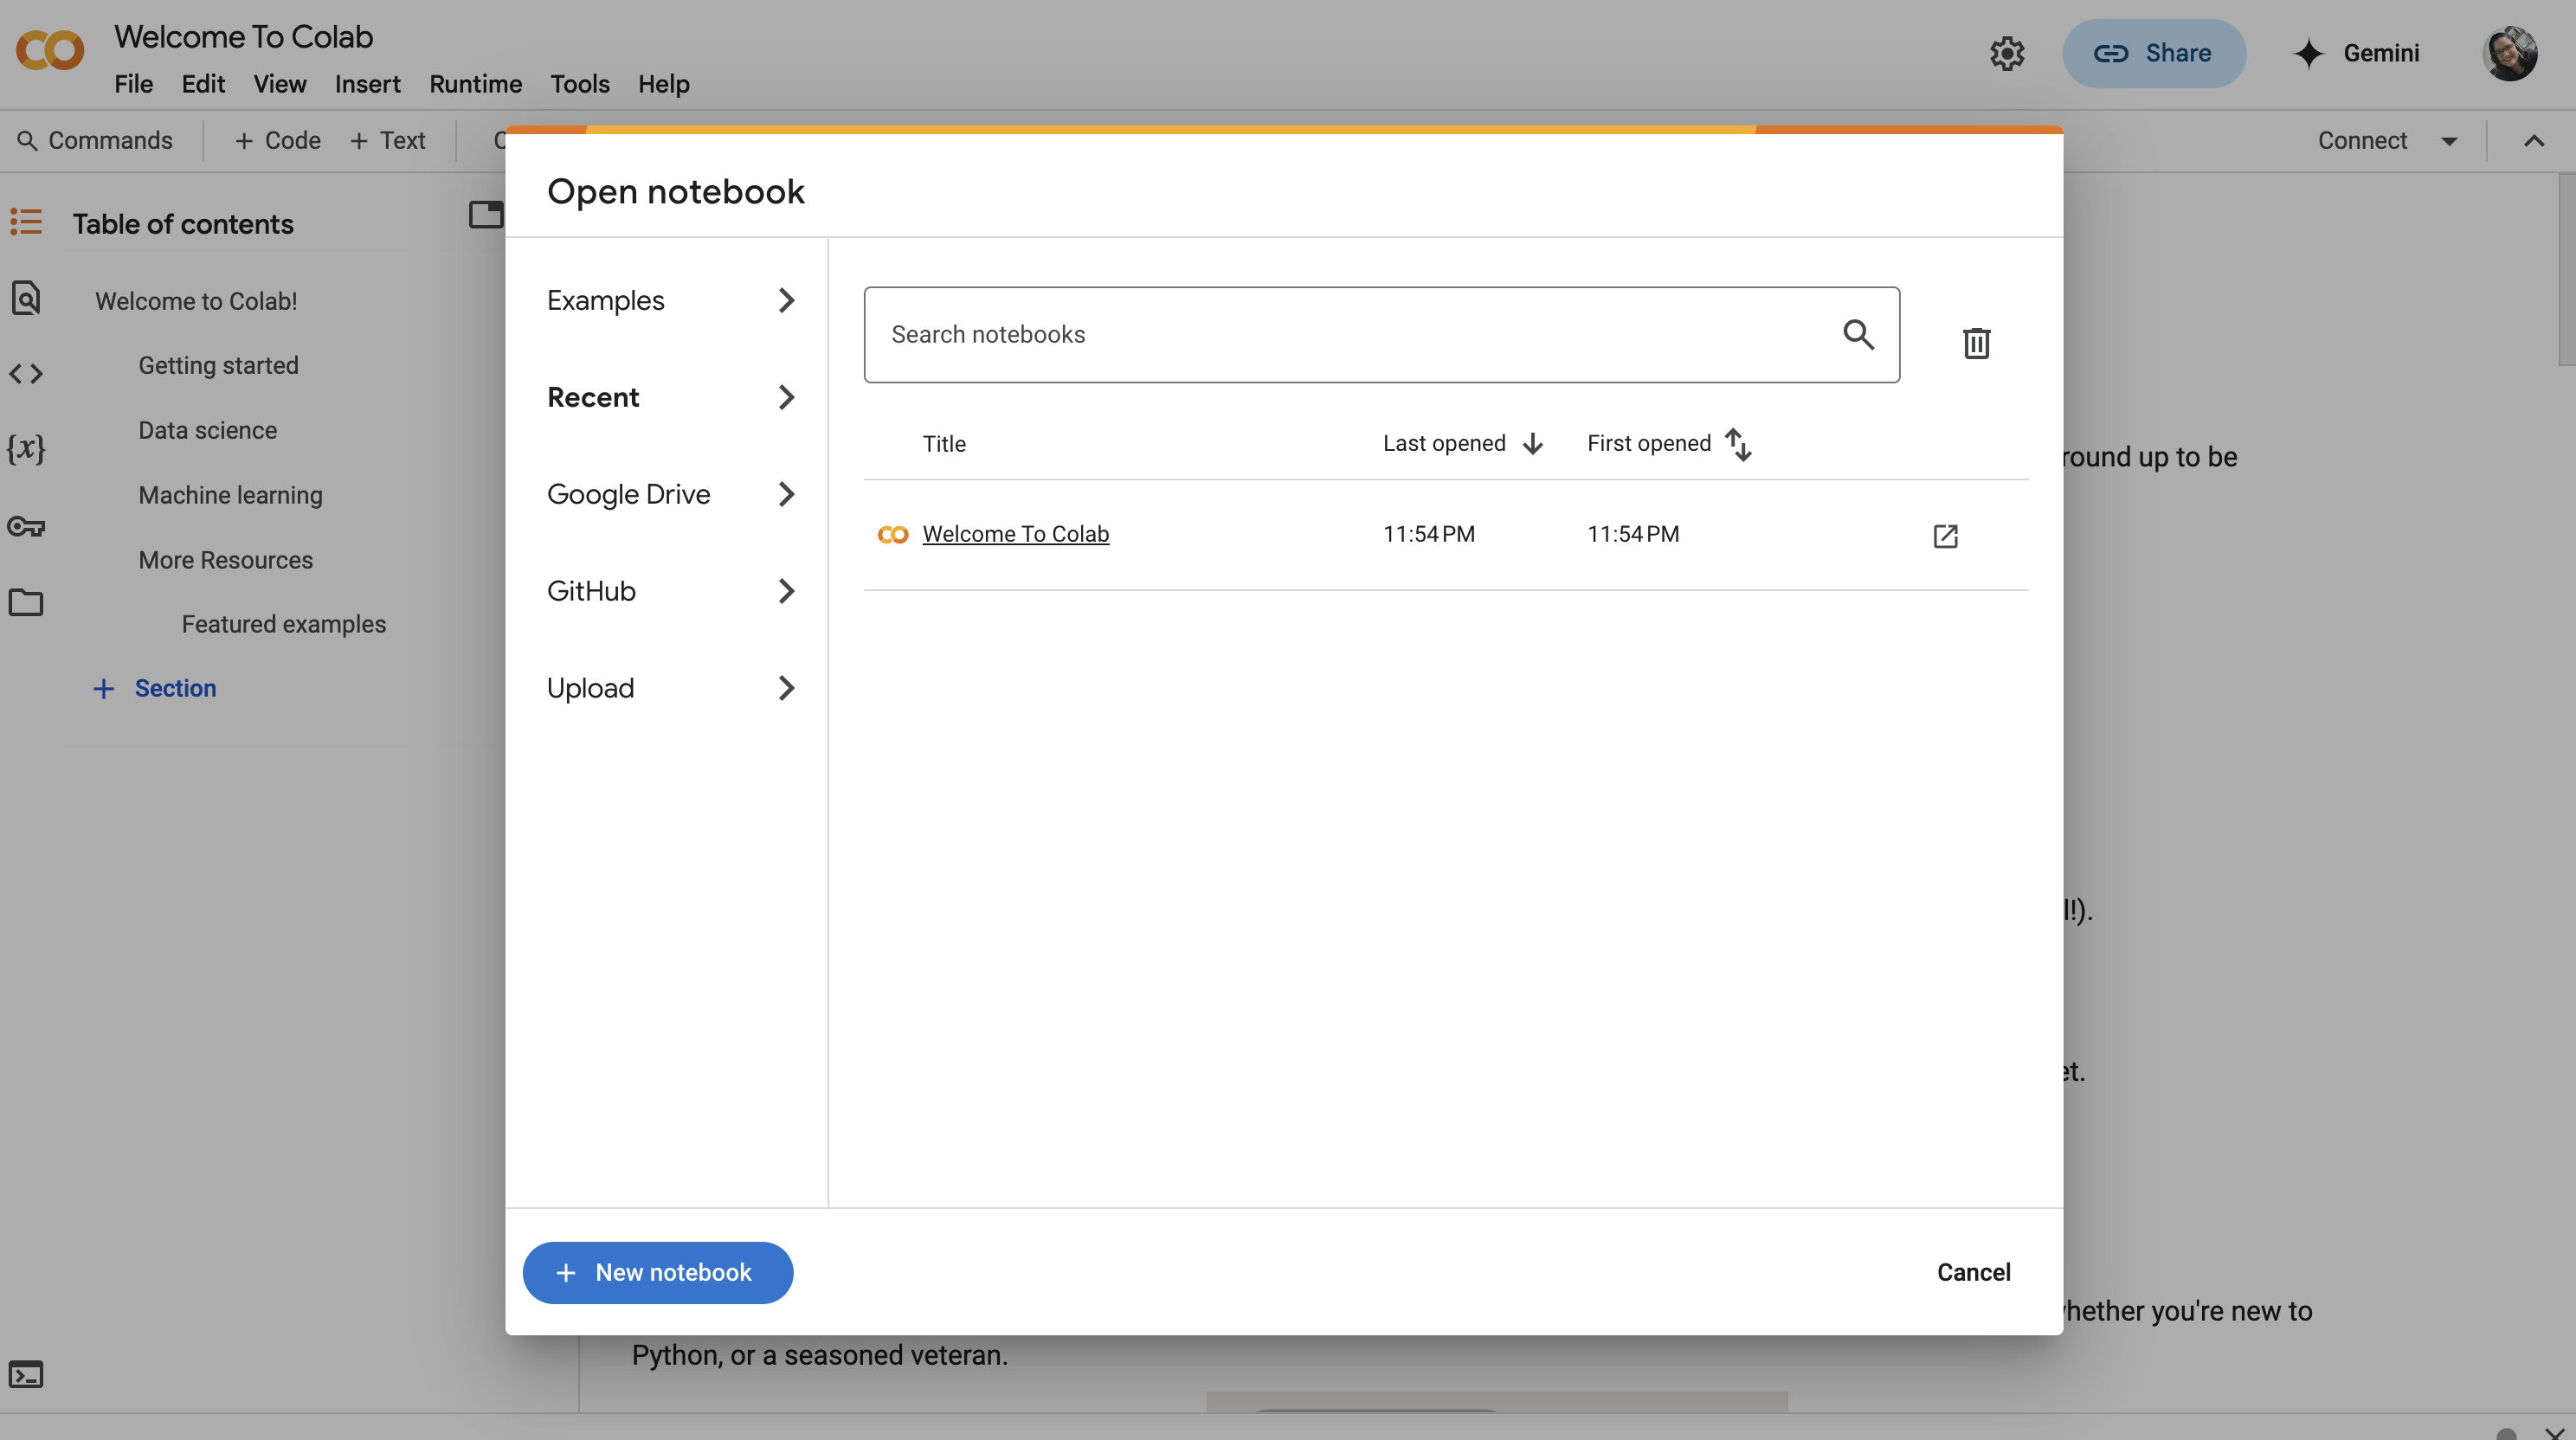 Welcome To Colab
File Edit View Insert Runtime Tools Help
Share
Gemini
Commands
+ Code + Text
Connect
Table of contents
Welcome to Colab!
Getting started
Data science
Machine learning
More Resources
Featured examples
+ Section
Open notebook
Examples
Recent
Google Drive
GitHub
Upload
Search notebooks
Title Last opened First opened
Welcome To Colab 11:54 PM 11:54 PM
+ New notebook
Cancel
round up to be
l!).
et.
whether you're new to
Python, or a seasoned veteran.